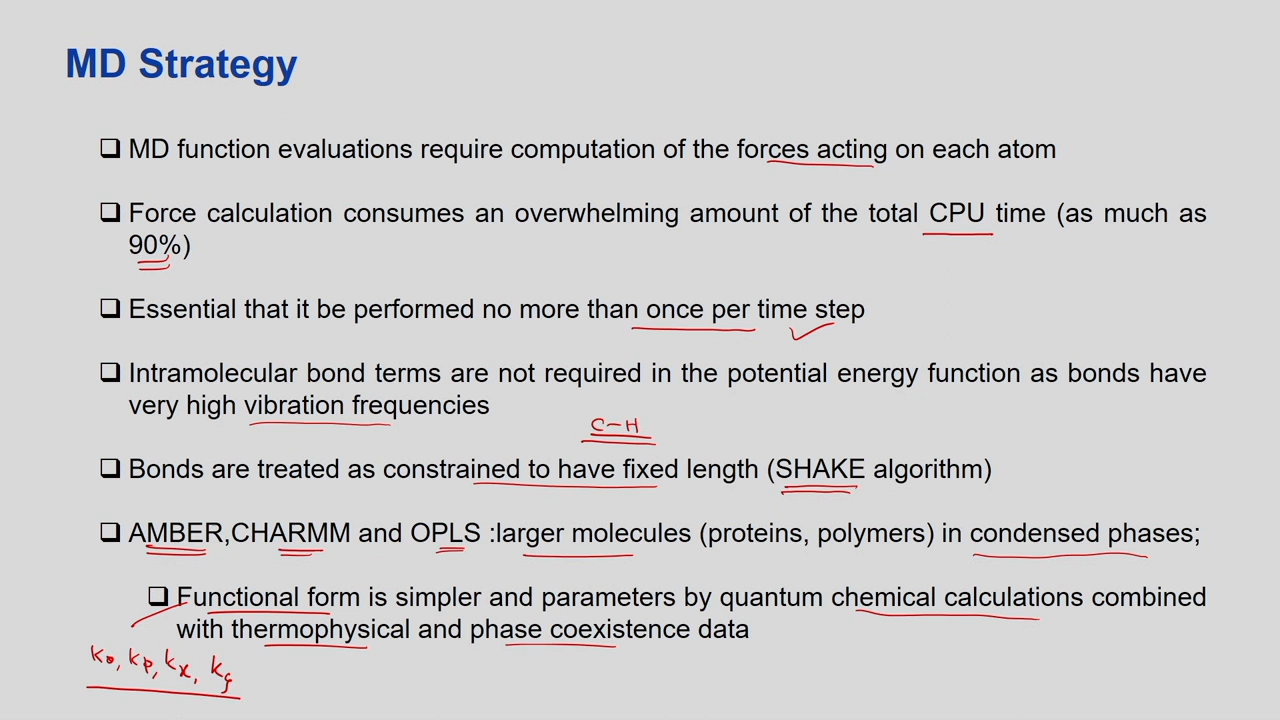 MD Strategy
❑ MD function evaluations require computation of the forces acting on each atom
❑ Force calculation consumes an overwhelming amount of the total CPU time (as much as
90%)
❑ Essential that it be performed no more than once per time step
❑ Intramolecular bond terms are not required in the potential energy function as bonds have
very high vibration frequencies
C-H
❑ Bonds are treated as constrained to have fixed length (SHAKE algorithm)
❑ AMBER,CHARMM and OPLS :larger molecules (proteins, polymers) in condensed phases;
❑ Functional form is simpler and parameters by quantum chemical calculations combined
with thermophysical and phase coexistence data